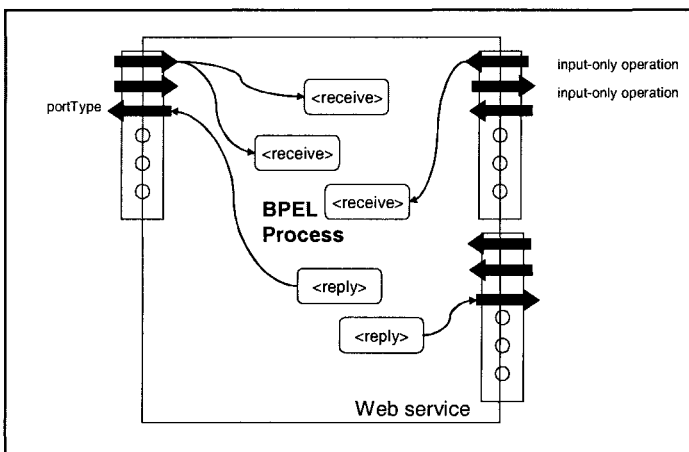 input-only operation
<receive>
input-only operation
portType
<receive>
<receive>
BPEL
Process
<reply>
<reply>
Web service